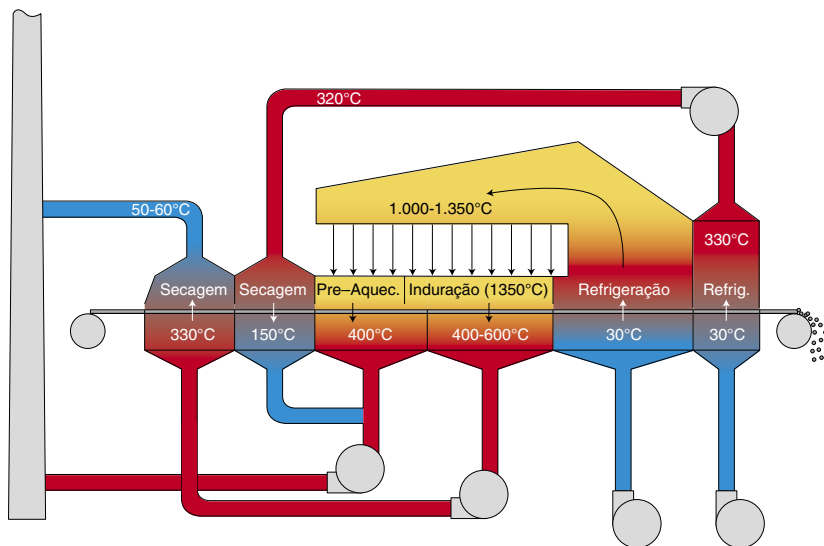 320°C
50-60°C
1.000-1.350°C
330°C
Secagem
Secagem
Pre–Aquec.
Induração (1350°C)
Refrigeração
Refrig.
330°C
150°C
400°C
400-600°C
30°C
30°C